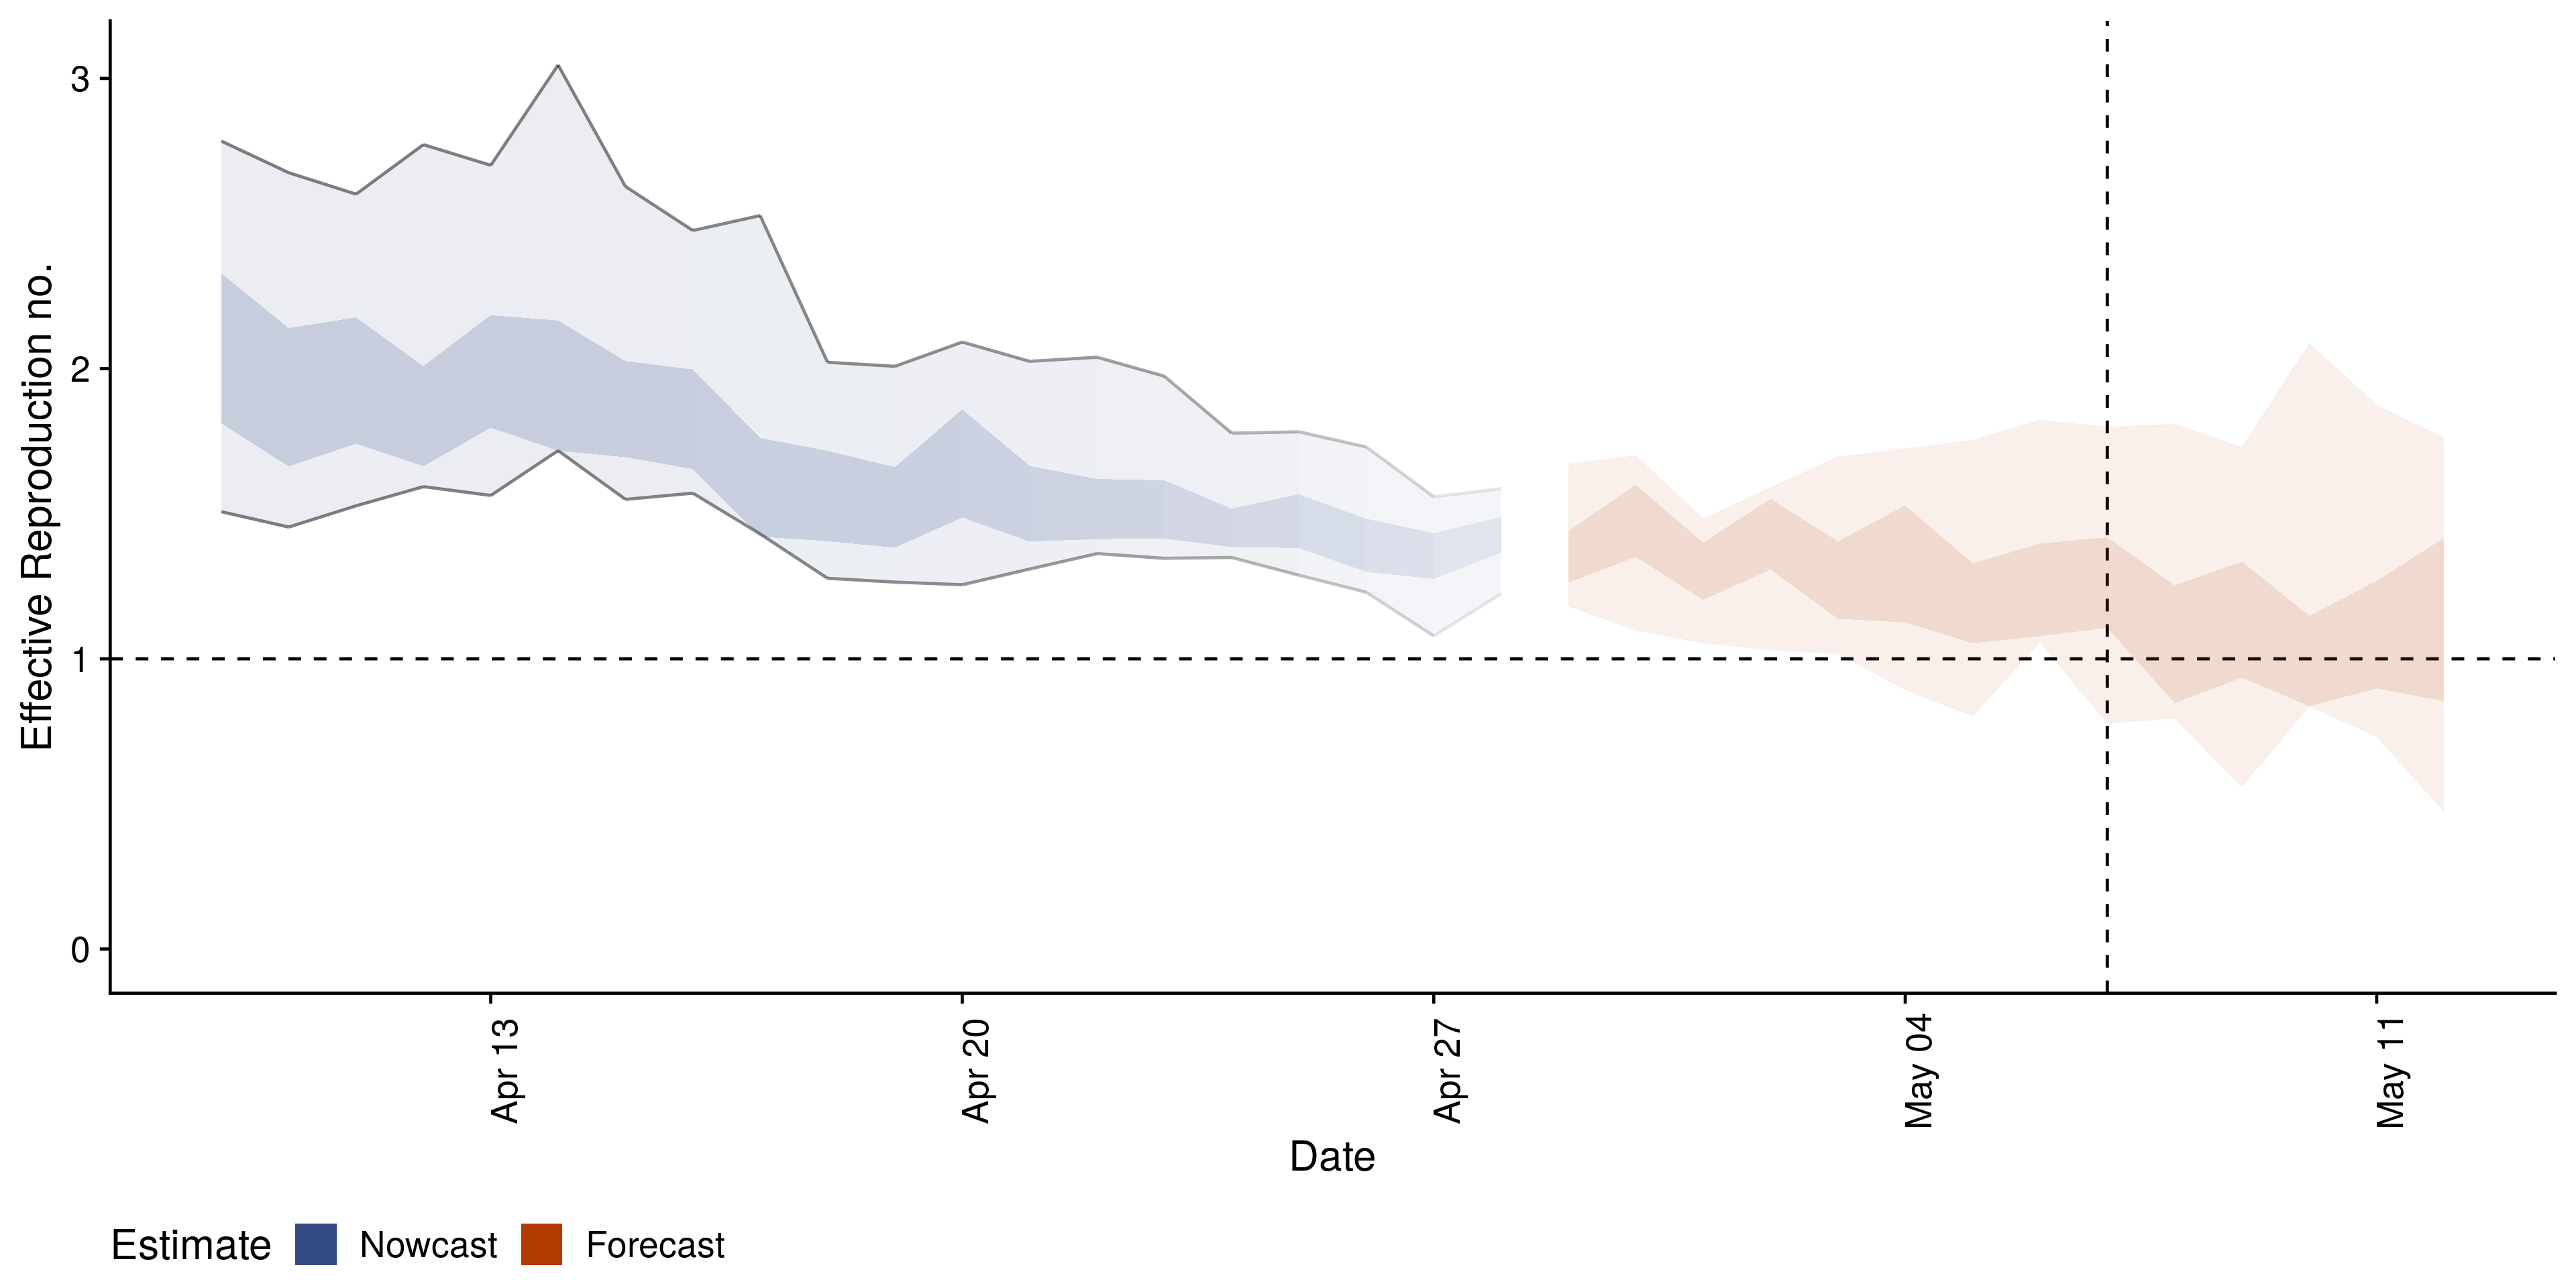 Effective Reproduction no.
3
2
1
0
Apr 13
Apr 20
Apr 27
May 04
May 11
Date
Estimate Nowcast Forecast